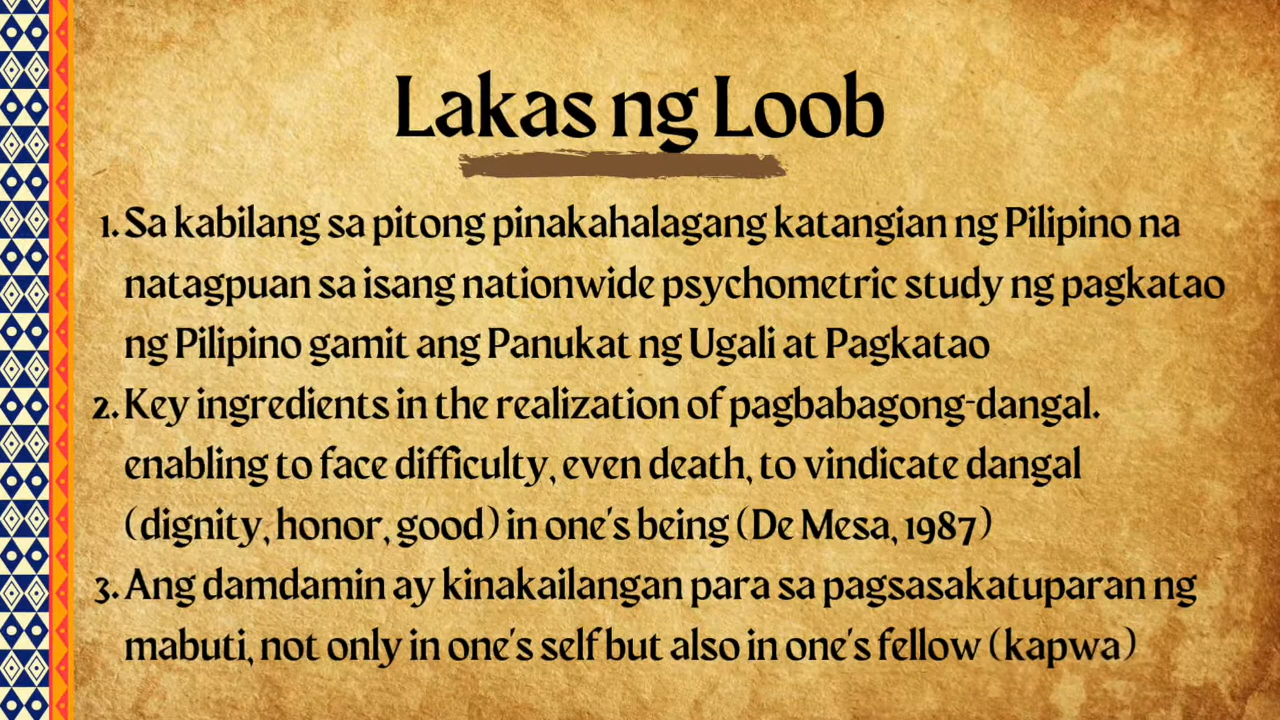 Lakas ng Loob
1. Sa kabilang sa pitong pinakahalagang katangian ng Pilipino na
natagpuan sa isang nationwide psychometric study ng pagkatao
ng Pilipino gamit ang Panukat ng Ugali at Pagkatao
2. Key ingredients in the realization of pagbabagong-dangal.
enabling to face difficulty, even death, to vindicate dangal
(dignity, honor, good) in one's being (De Mesa, 1987)
3. Ang damdamin ay kinakailangan para sa pagsasakatuparan ng
mabuti, not only in one's self but also in one's fellow (kapwa)